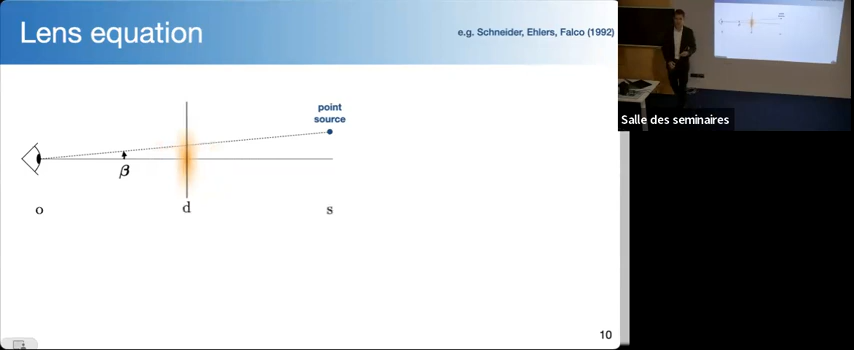 Lens equation
e.g. Schneider, Ehlers, Falco (1992)
point
source
β
o
d
s
10
Salle des seminaires